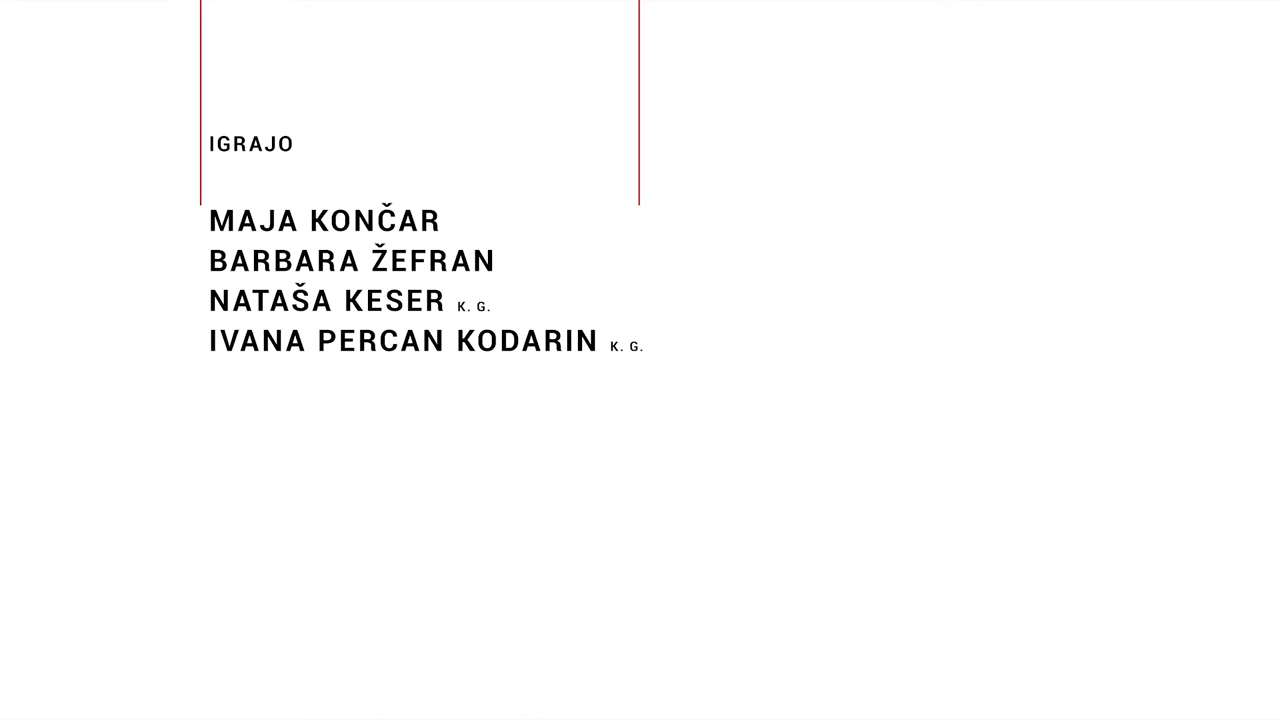 IGRAJO
MAJA KONČAR
BARBARA ŽEFRAN
NATAŠA KESER K. G.
IVANA PERCAN KODARIN K. G.